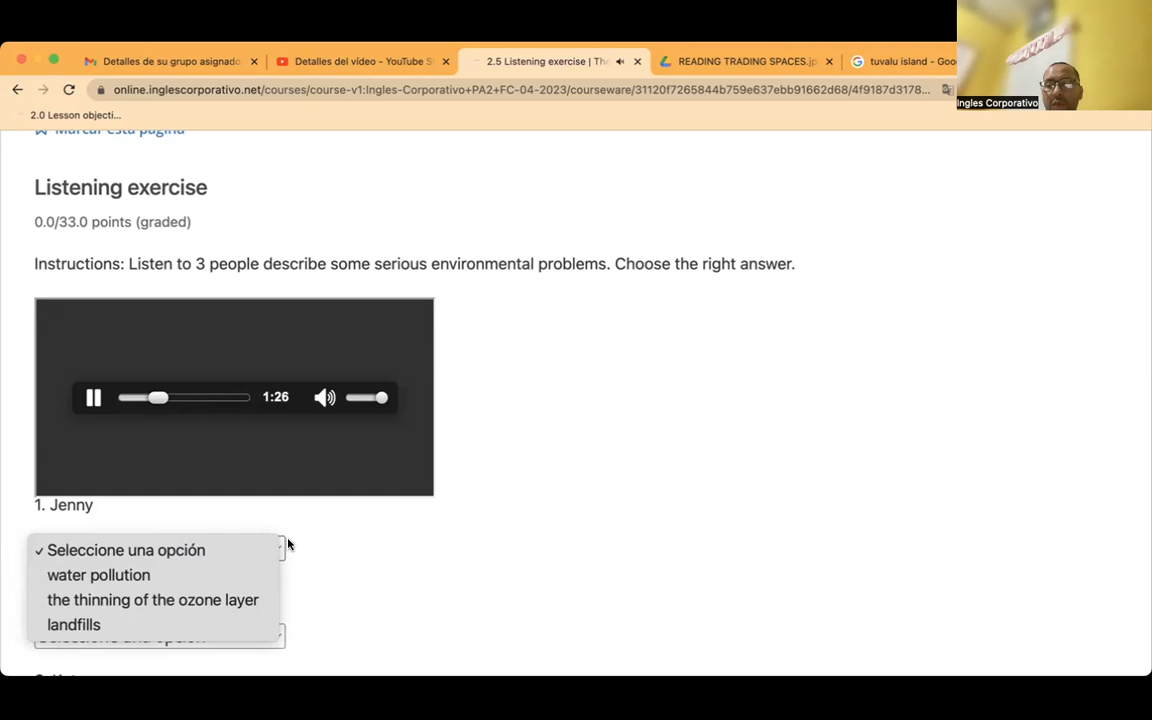 Detalles de su grupo asignado
Detalles del vídeo - YouTube S
2.5 Listening exercise | The
READING TRADING SPACES.jp
tuvalu island - Goo
online.inglescorporativo.net/courses/course-v1:Ingles-Corporativo+PA2+FC-04-2023/courseware/31120f7265844b759e637ebb91662d68/4f9187d3178...
Ingles Corporativo
2.0 Lesson objecti...
Marcar esta página
Listening exercise
0.0/33.0 points (graded)
Instructions: Listen to 3 people describe some serious environmental problems. Choose the right answer.
1:26
1. Jenny
✓ Seleccione una opción
water pollution
the thinning of the ozone layer
landfills